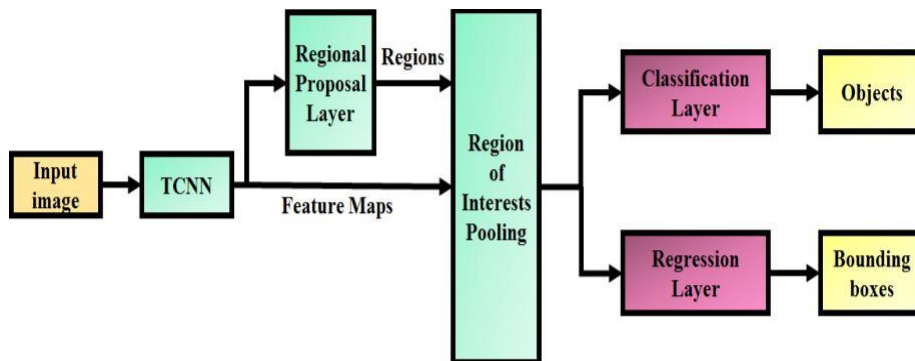 Input
image
TCNN
Regional
Proposal
Layer
Regions
Feature Maps
Region
of
Interests
Pooling
Classification
Layer
Objects
Regression
Layer
Bounding
boxes